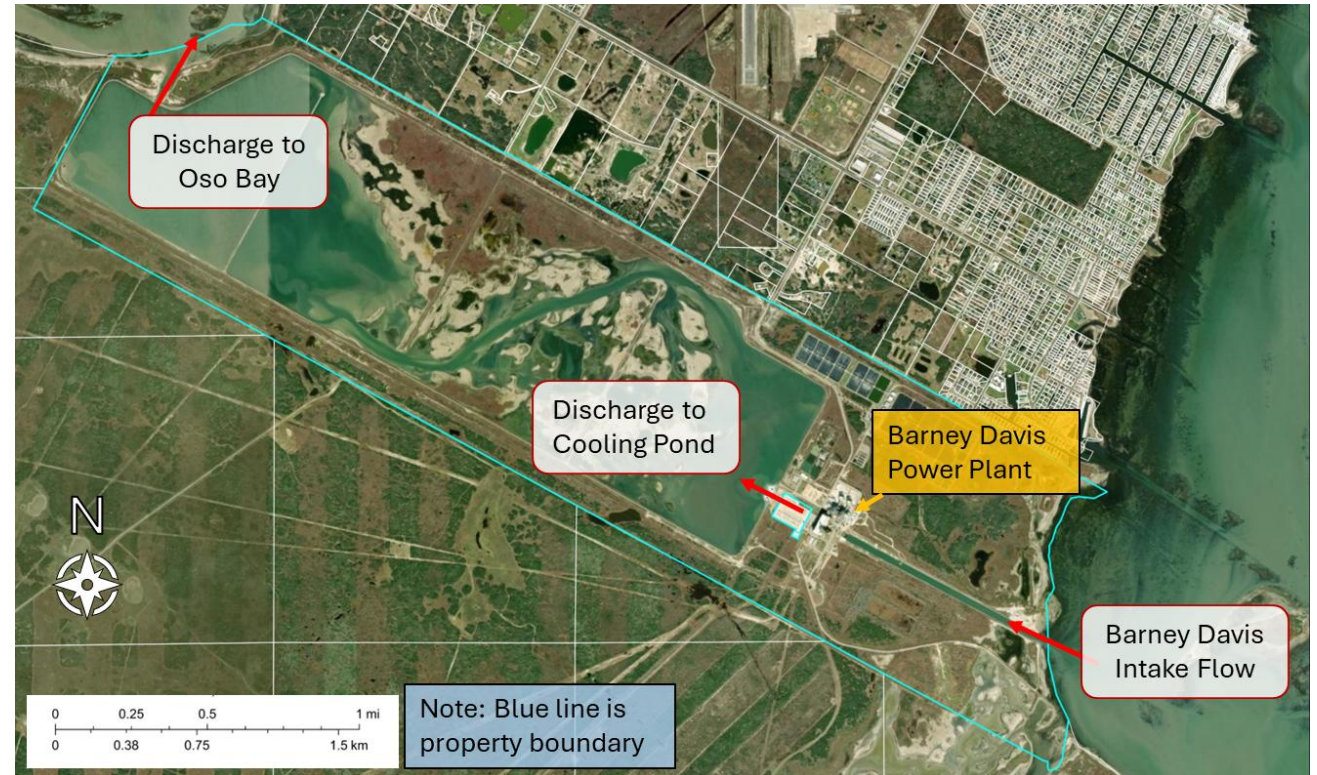 Discharge to
Oso Bay
Discharge to
Cooling Pond
Barney Davis
Power Plant
N
Barney Davis
Intake Flow
0 0.25 0.5 1 mi
0 0.38 0.75 1.5 km
Note: Blue line is
property boundary